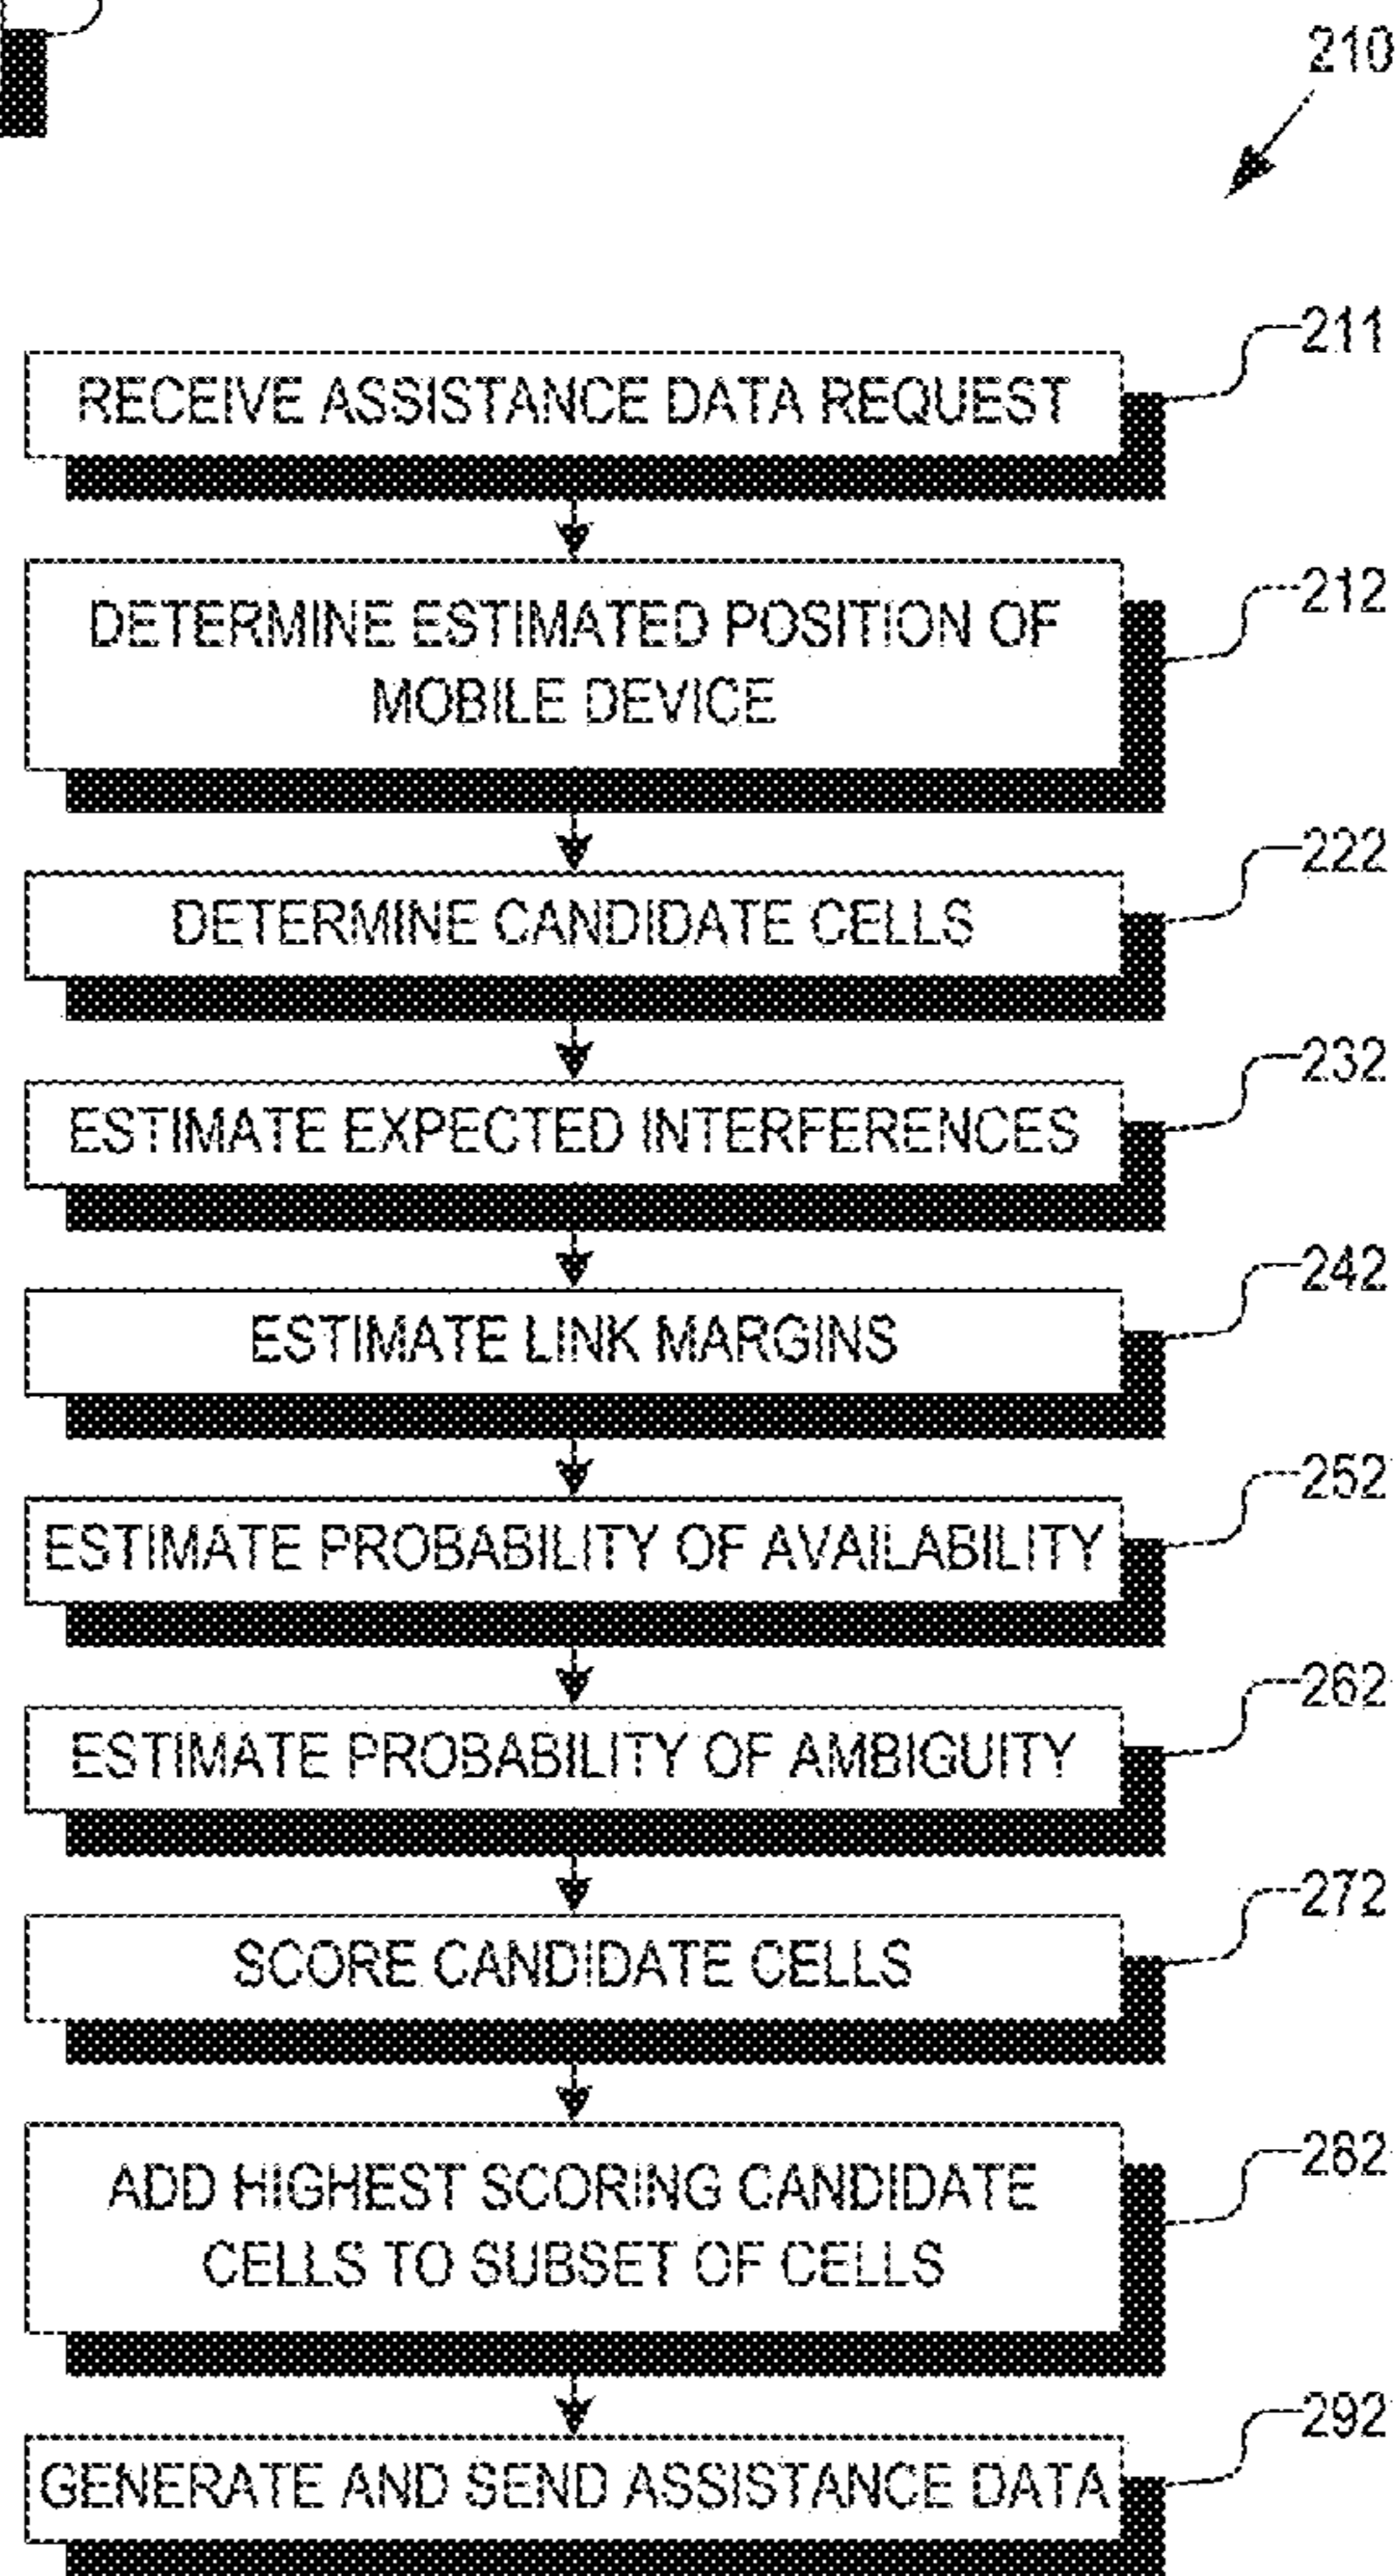 210
RECEIVE ASSISTANCE DATA REQUEST
211
DETERMINE ESTIMATED POSITION OF
MOBILE DEVICE
212
DETERMINE CANDIDATE CELLS
222
ESTIMATE EXPECTED INTERFERENCES
232
ESTIMATE LINK MARGINS
242
ESTIMATE PROBABILITY OF AVAILABILITY
252
ESTIMATE PROBABILITY OF AMBIGUITY
262
SCORE CANDIDATE CELLS
272
ADD HIGHEST SCORING CANDIDATE
CELLS TO SUBSET OF CELLS
282
GENERATE AND SEND ASSISTANCE DATA
292